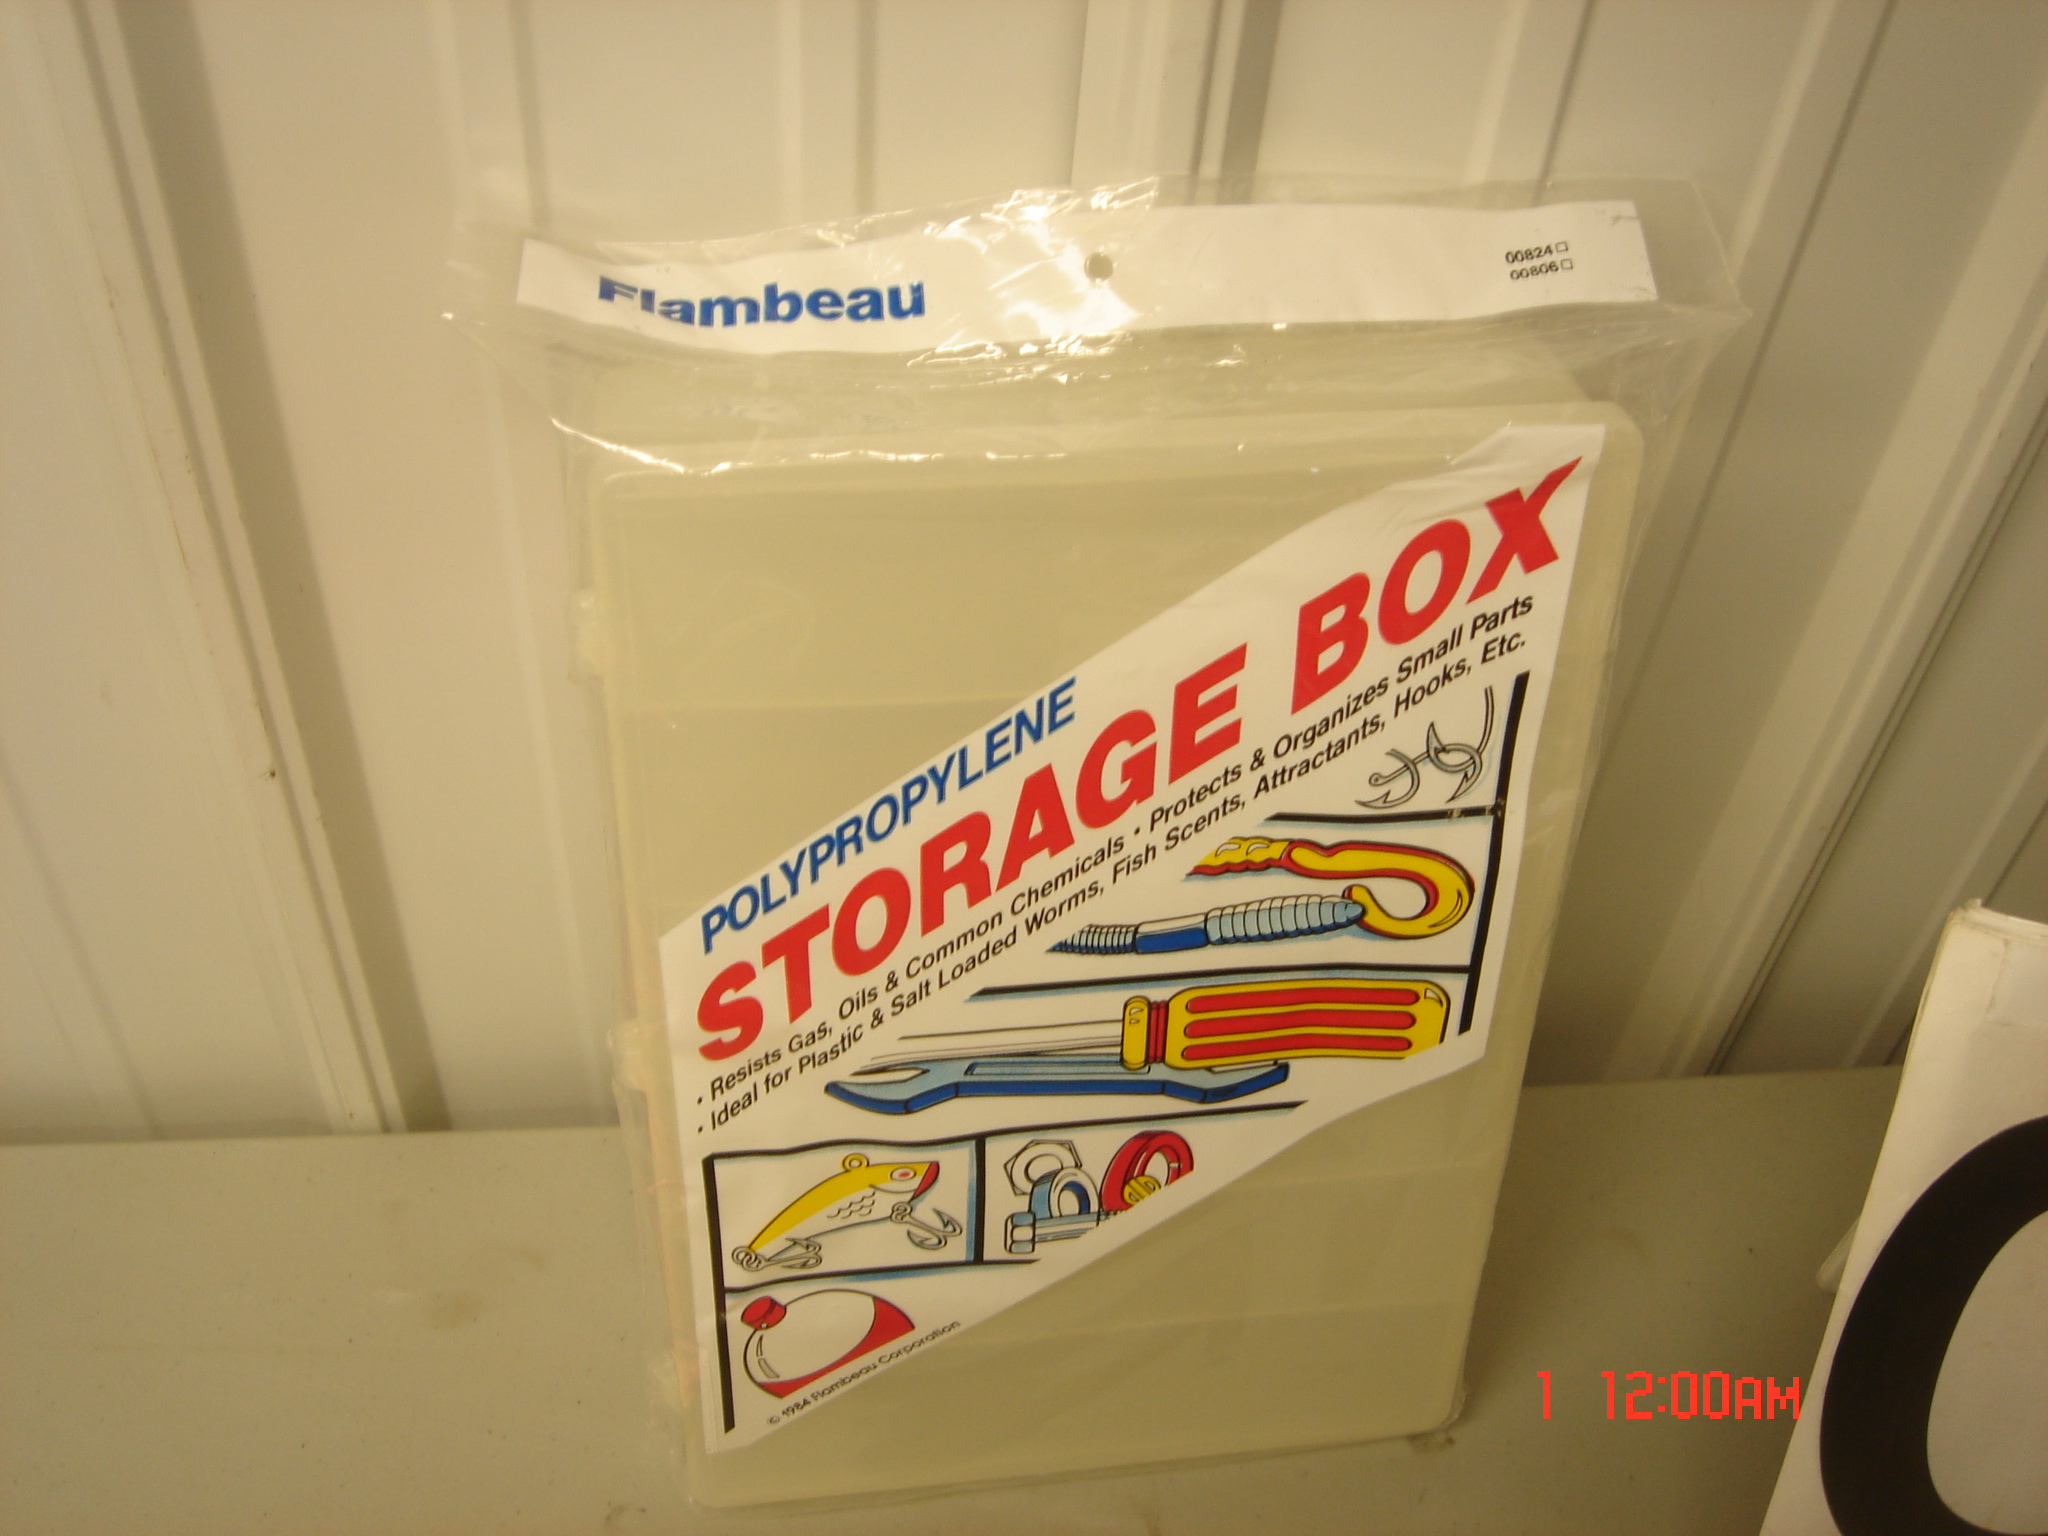 Flambeau
00824
00806
POLYPROPYLENE
STORAGE BOX
• Resists Gas, Oils & Common Chemicals • Protects & Organizes Small Parts
• Ideal for Plastic & Salt Loaded Worms, Fish Scents, Attractants, Hooks, Etc.
© 1984 Flambeau Corporation
1 12:00AM